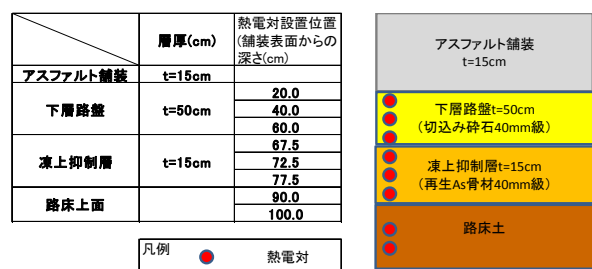 層厚(cm)
熱電対設置位置
(舗装表面からの
深さ(cm)
アスファルト舗装 t=15cm
下層路盤 t=50cm
20.0
40.0
60.0
凍上抑制層 t=15cm
67.5
72.5
77.5
路床上面
90.0
100.0
凡例 熱電対
アスファルト舗装
t=15cm
下層路盤t=50cm
(切込み砕石40mm級)
凍上抑制層t=15cm
(再生As骨材40mm級)
路床土